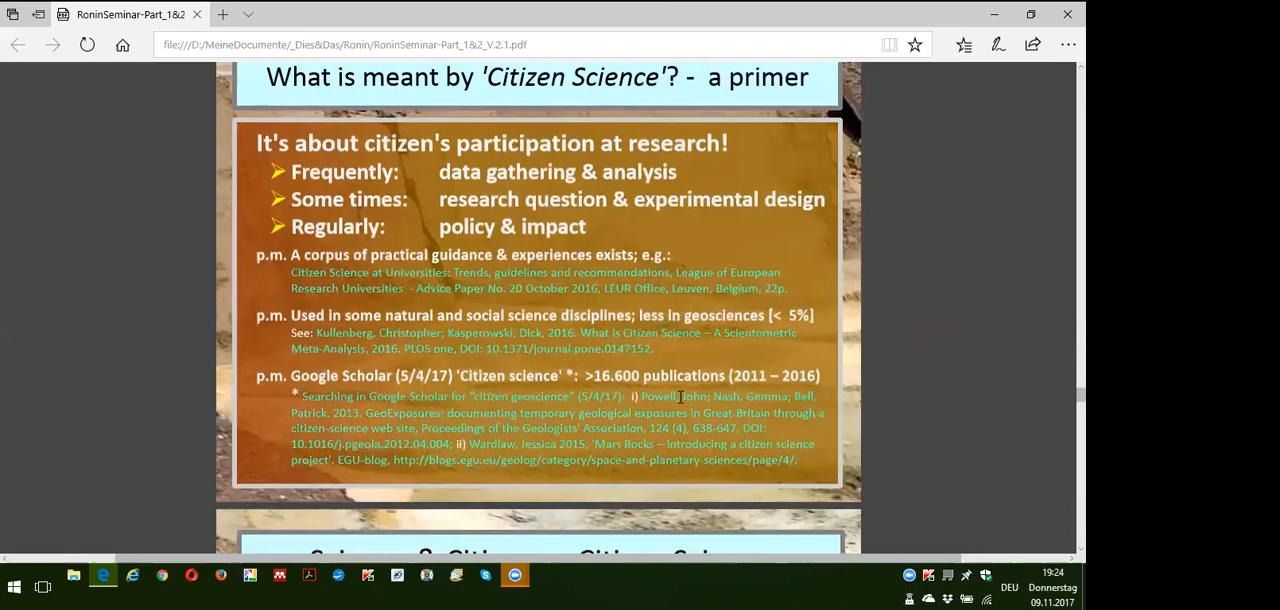 RoninSeminar-Part_1&2
file:///D:/MeineDocumente/_Dies&Das/Ronin/RoninSeminar-Part_1&2_V.2.1.pdf
What is meant by 'Citizen Science'? - a primer
It's about citizen's participation at research!
Frequently: data gathering & analysis
Some times: research question & experimental design
Regularly: policy & impact
p.m. A corpus of practical guidance & experiences exists; e.g.:
Citizen Science at Universities: Trends, guidelines and recommendations, League of European
Research Universities - Advice Paper No. 20 October 2016, LEUR Office, Leuven, Belgium, 22p.
p.m. Used in some natural and social science disciplines; less in geosciences [< 5%]
See: Kullenberg, Christopher; Kasperowski, Dick, 2016. What is Citizen Science – A Scientometric
Meta-Analysis, 2016. PLOS one, DOI: 10.1371/journal.pone.0147152.
p.m. Google Scholar (5/4/17) 'Citizen science' *: >16.600 publications (2011 – 2016)
* Searching in Google Scholar for "citizen geoscience" (5/4/17): i) Powell, John; Nash, Gemma; Bell,
Patrick, 2013. GeoExposures: documenting temporary geological exposures in Great Britain through a
citizen-science web site, Proceedings of the Geologists' Association, 124 (4), 638-647, DOI:
10.1016/j.pgeola.2012.04.004; ii) Wardlaw, Jessica 2015, 'Mars Rocks – introducing a citizen science
project'. EGU-blog, http://blogs.egu.eu/geolog/category/space-and-planetary-sciences/page/4/.
19:24
DEU Donnerstag
09.11.2017